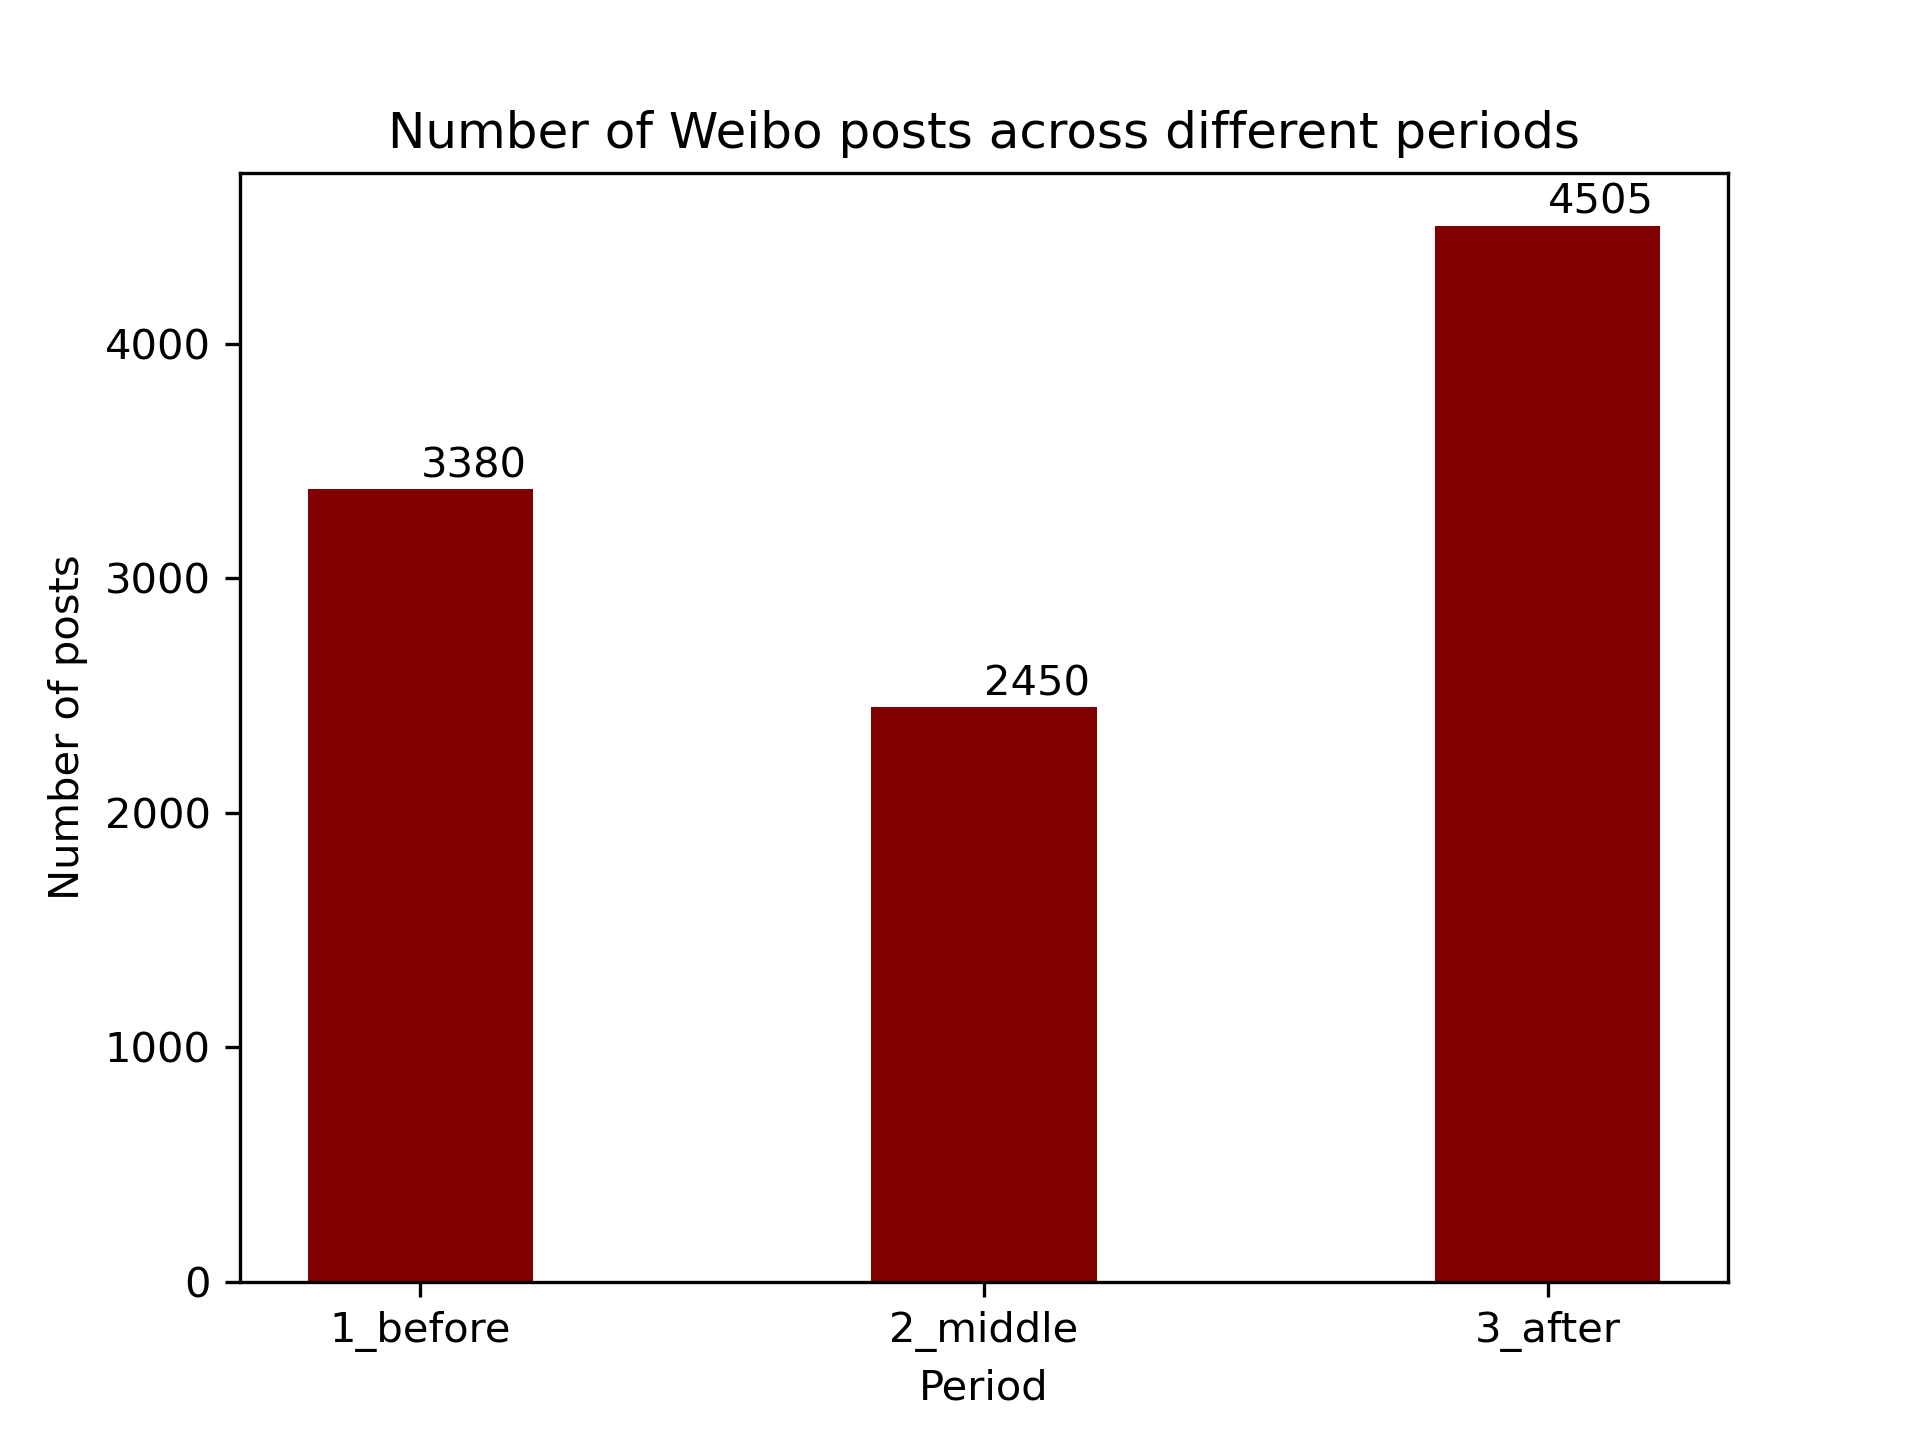 Number of Weibo posts across different periods
4505
4000
3380
3000
2450
2000
1000
0
Number of posts
1_before
2_middle
3_after
Period